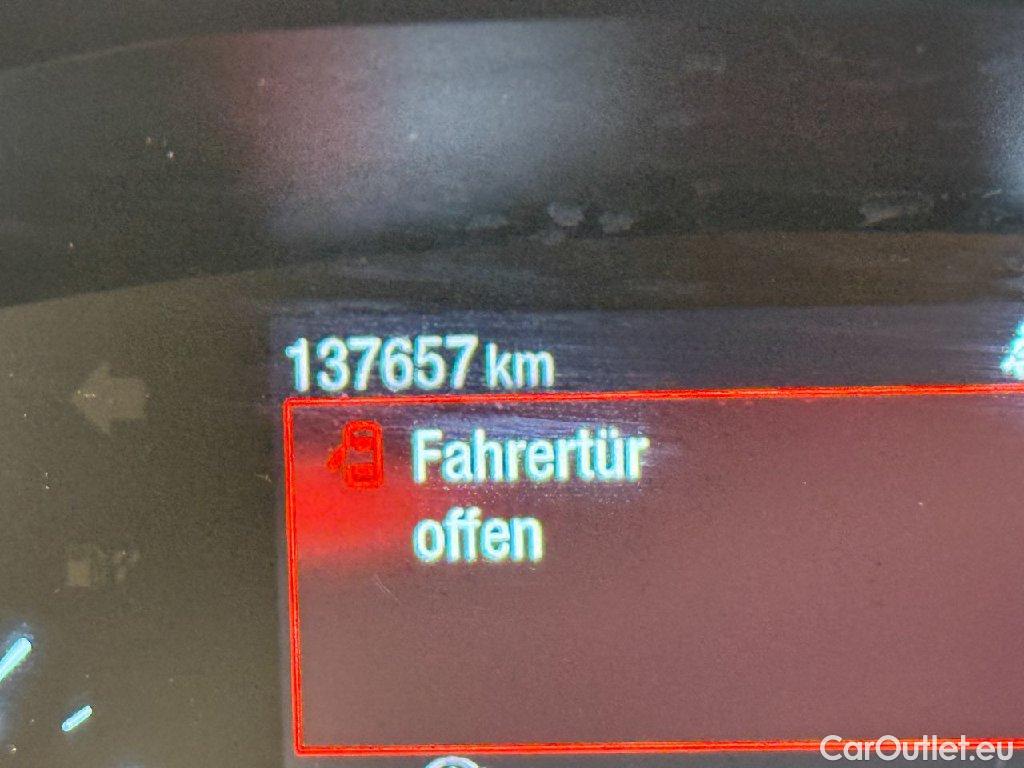 137657 km
Fahrertür
offen
CarOutlet.eu